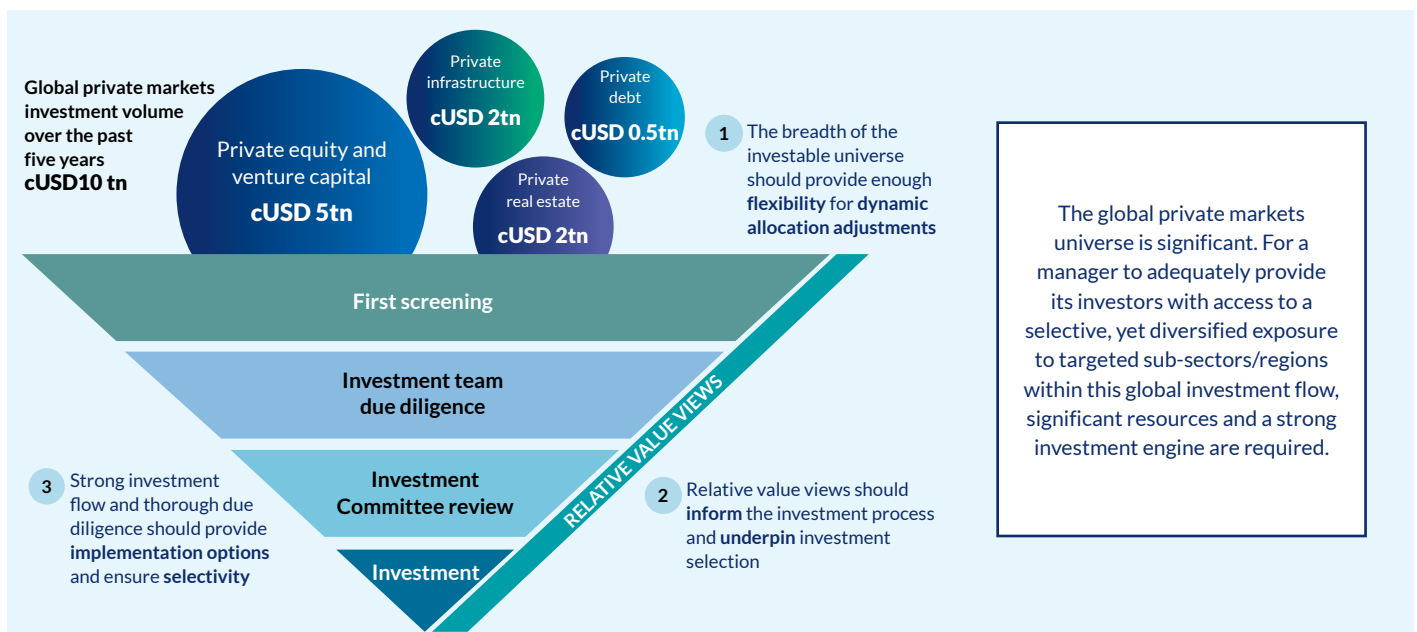 Global private markets
investment volume
over the past
five years
cUSD10 tn
Private equity and
venture capital
cUSD 5tn
Private
infrastructure
cUSD 2tn
Private
debt
cUSD 0.5tn
Private
real estate
cUSD 2tn
1
The breadth of the
investable universe
should provide enough
flexibility for dynamic
allocation adjustments
First screening
Investment team
due diligence
Investment
Committee review
Investment
RELATIVE VALUE VIEWS
2
Relative value views should
inform the investment process
and underpin investment
selection
3
Strong investment
flow and thorough due
diligence should provide
implementation options
and ensure selectivity
The global private markets
universe is significant. For a
manager to adequately provide
its investors with access to a
selective, yet diversified exposure
to targeted sub-sectors/regions
within this global investment flow,
significant resources and a strong
investment engine are required.